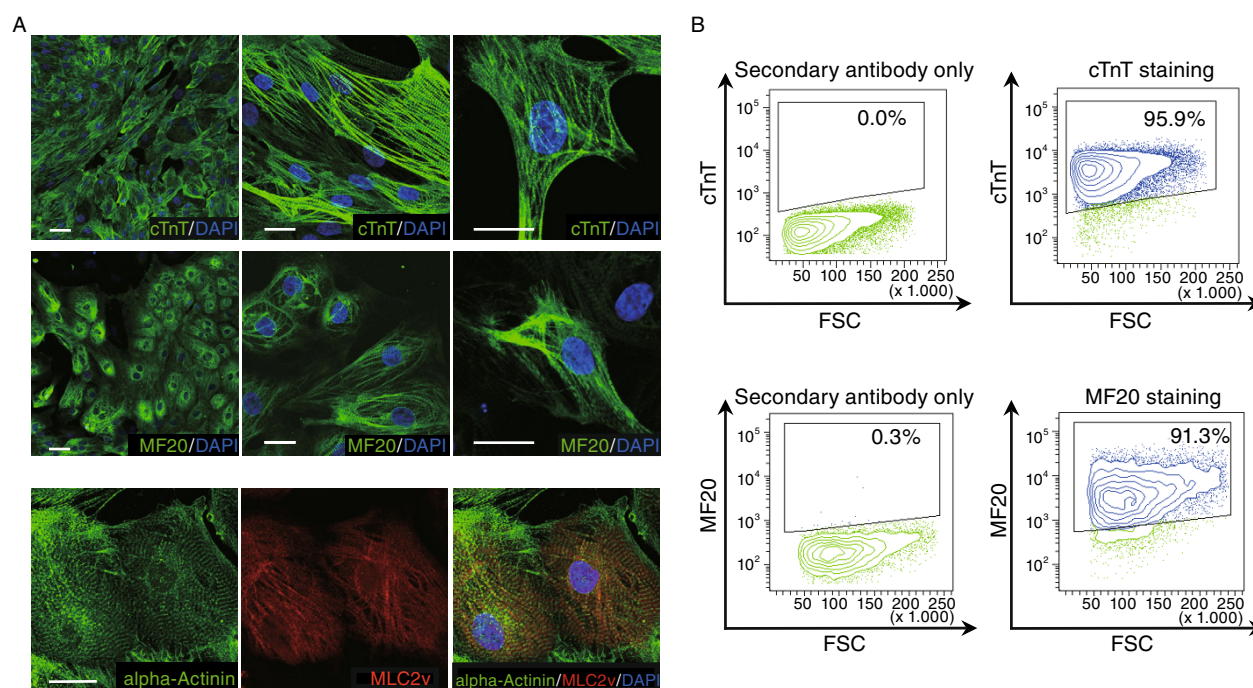 A
cTnT/DAPI
cTnT/DAPI
cTnT/DAPI
MF20/DAPI
MF20/DAPI
MF20/DAPI
alpha-Actinin
MLC2v
alpha-Actinin/MLC2v/DAPI
B
Secondary antibody only
cTnT
10⁵
10⁴
10³
10²
0.0%
50 100 150 200 250
(x 1.000)
FSC
cTnT staining
cTnT
10⁵
10⁴
10³
10²
95.9%
50 100 150 200 250
(x 1.000)
FSC
Secondary antibody only
MF20
10⁵
10⁴
10³
10²
0.3%
50 100 150 200 250
(x 1.000)
FSC
MF20 staining
MF20
10⁵
10⁴
10³
10²
91.3%
50 100 150 200 250
(x 1.000)
FSC